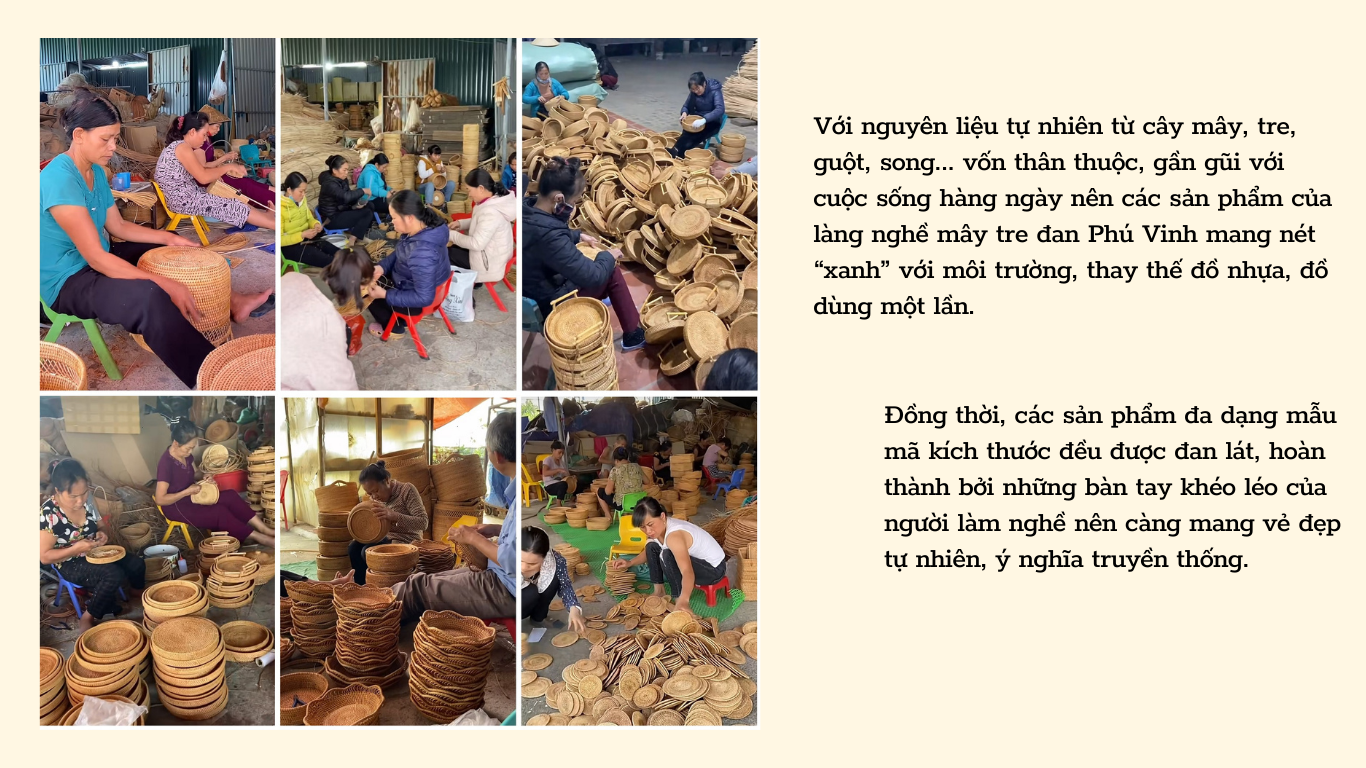 Với nguyên liệu tự nhiên từ cây mây, tre,
guột, song... vốn thân thuộc, gần gũi với
cuộc sống hàng ngày nên các sản phẩm của
làng nghề mây tre đan Phú Vinh mang nét
“xanh” với môi trường, thay thế đồ nhựa, đồ
dùng một lần.
Đồng thời, các sản phẩm đa dạng mẫu
mã kích thước đều được đan lát, hoàn
thành bởi những bàn tay khéo léo của
người làm nghề nên càng mang vẻ đẹp
tự nhiên, ý nghĩa truyền thống.